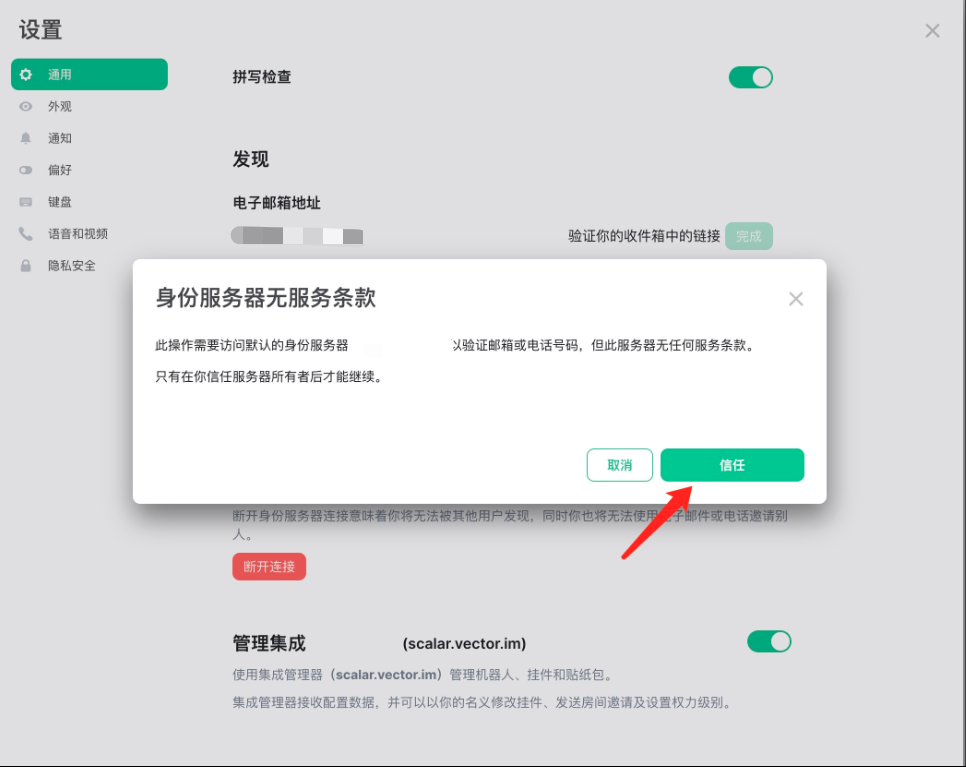 设置
通用
外观
通知
偏好
键盘
语音和视频
隐私安全
拼写检查
发现
电子邮箱地址
验证你的收件箱中的链接 完成
身份服务器无服务条款
此操作需要访问默认的身份服务器 以验证邮箱或电话号码，但此服务器无任何服务条款。
只有在你信任服务器所有者后才能继续。
取消 信任
断开身份服务器连接意味着你将无法被其他用户发现，同时你也将无法使用电子邮件或电话邀请别
人。
断开连接
管理集成 (scalar.vector.im)
使用集成管理器（scalar.vector.im）管理机器人、挂件和贴纸包。
集成管理器接收配置数据，并可以以你的名义修改挂件、发送房间邀请及设置权力级别。